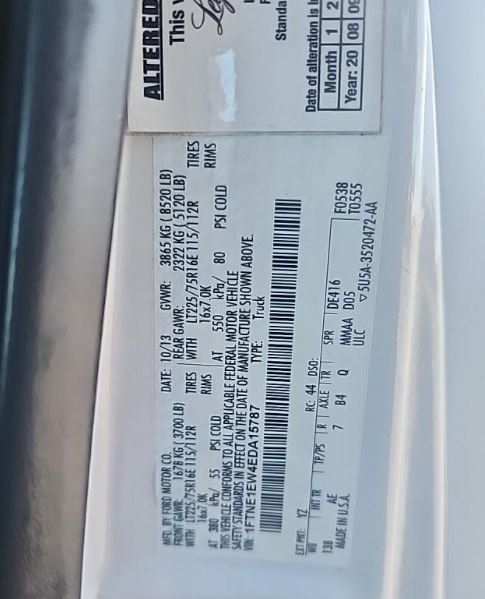 MFD. BY FORD MOTOR CO.
DATE: 10/13 GVWR: 3865 KG ( 8520 LB)
FRONT GAWR: 1678 KG ( 3700 LB)
REAR GAWR: 2322 KG ( 5120 LB)
WITH LT225/75R16E 115/112R TIRES
WITH LT225/75R16E 115/112R TIRES
16x7.0K RIMS
16x7.0K RIMS
AT 380 kPa/ 55 PSI COLD
AT 550 kPa/ 80 PSI COLD
THIS VEHICLE CONFORMS TO ALL APPLICABLE FEDERAL MOTOR VEHICLE
SAFETY STANDARDS IN EFFECT ON THE DATE OF MANUFACTURE SHOWN ABOVE.
VIN: 1FTNE1EW4EDA15787 TYPE: Truck
EXT PNT: YZ RC: 44 DSO: F0538
WB INT TR TP/PS R AXLE TR SPR DE416 T0555
138 AE 7 B4 Q MMAA D05
MADE IN U.S.A. ULC ▽5U5A-3520472-AA
ALTERED
This v
Standa
Date of alteration is i
Month 1 2
Year: 20 08 09